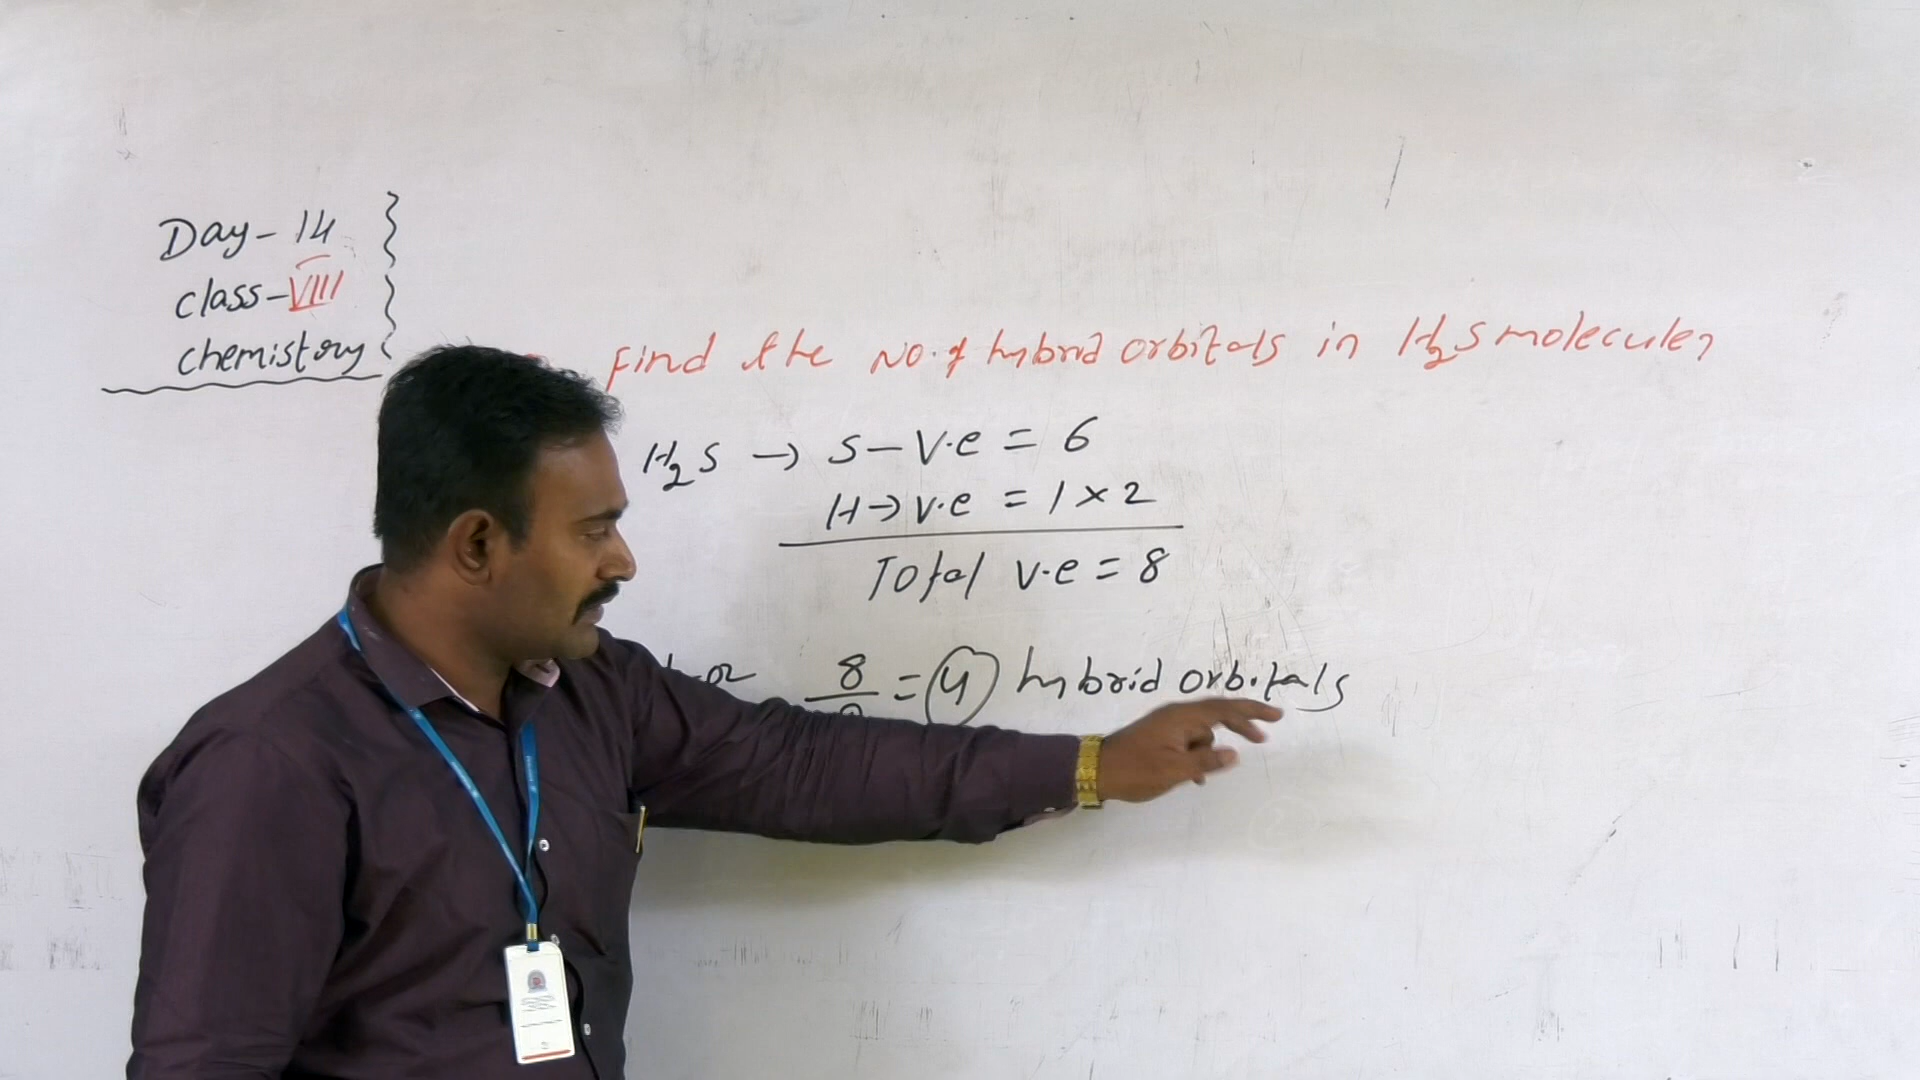 Day - 14
class - VIII
chemistory
Find the No. of hybrid orbitals in H₂S molecule?
H₂S → S - V.e = 6
H → V.e = 1 × 2
Total V.e = 8
8 = 4 hybrid orbitals